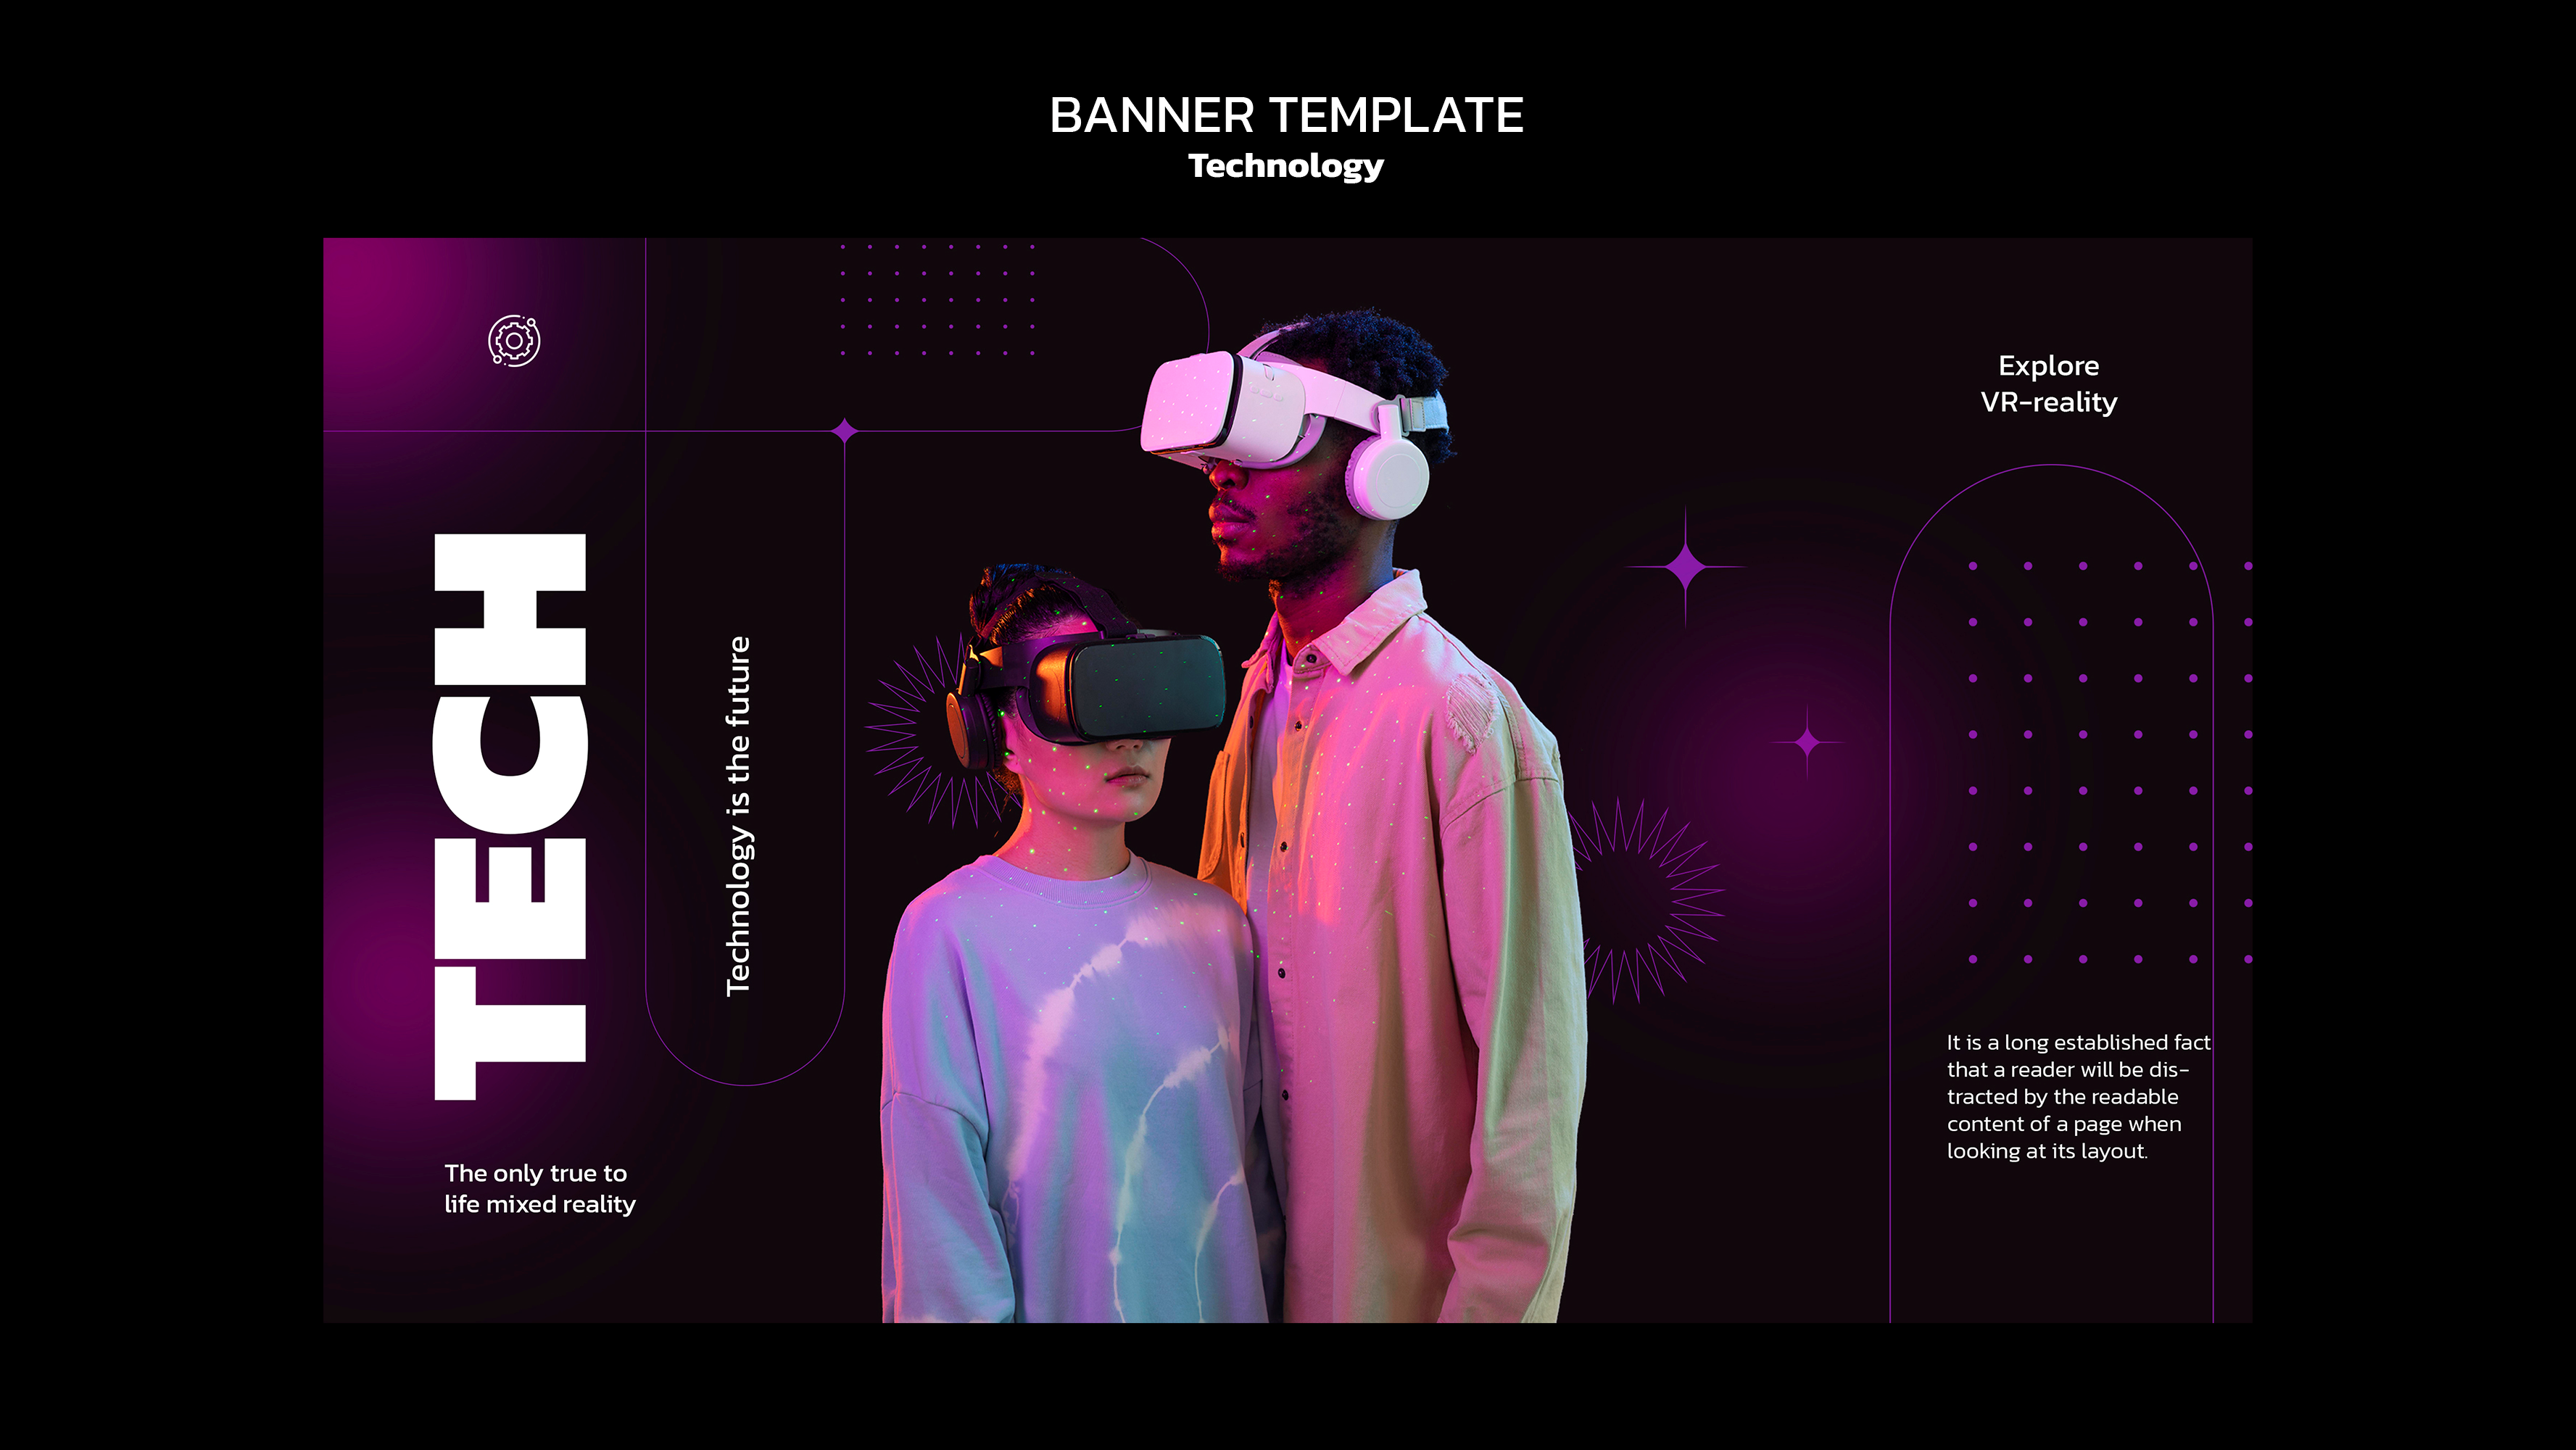 BANNER TEMPLATE
Technology
TECH
Technology is the future
The only true to
life mixed reality
Explore
VR-reality
It is a long established fact
that a reader will be dis-
tracted by the readable
content of a page when
looking at its layout.